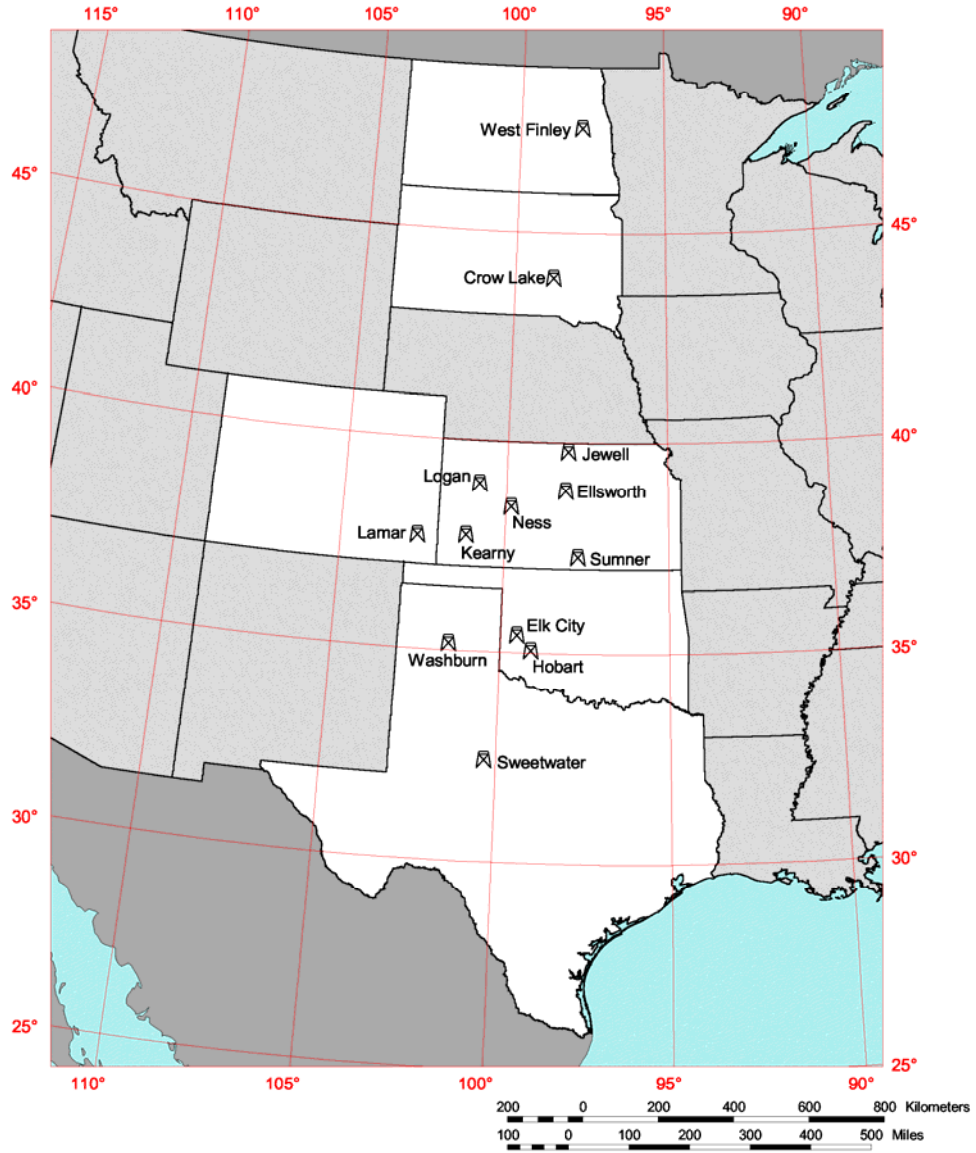 115° 110° 105° 100° 95° 90°
West Finley
45°
45°
Crow Lake
40°
40°
Jewell
Logan
Ellsworth
Ness
Lamar
Kearny
Sumner
35°
Elk City
35°
Washburn
Hobart
Sweetwater
30°
30°
25°
25°
110° 105° 100° 95° 90°
200 0 200 400 600 800 Kilometers
100 0 100 200 300 400 500 Miles